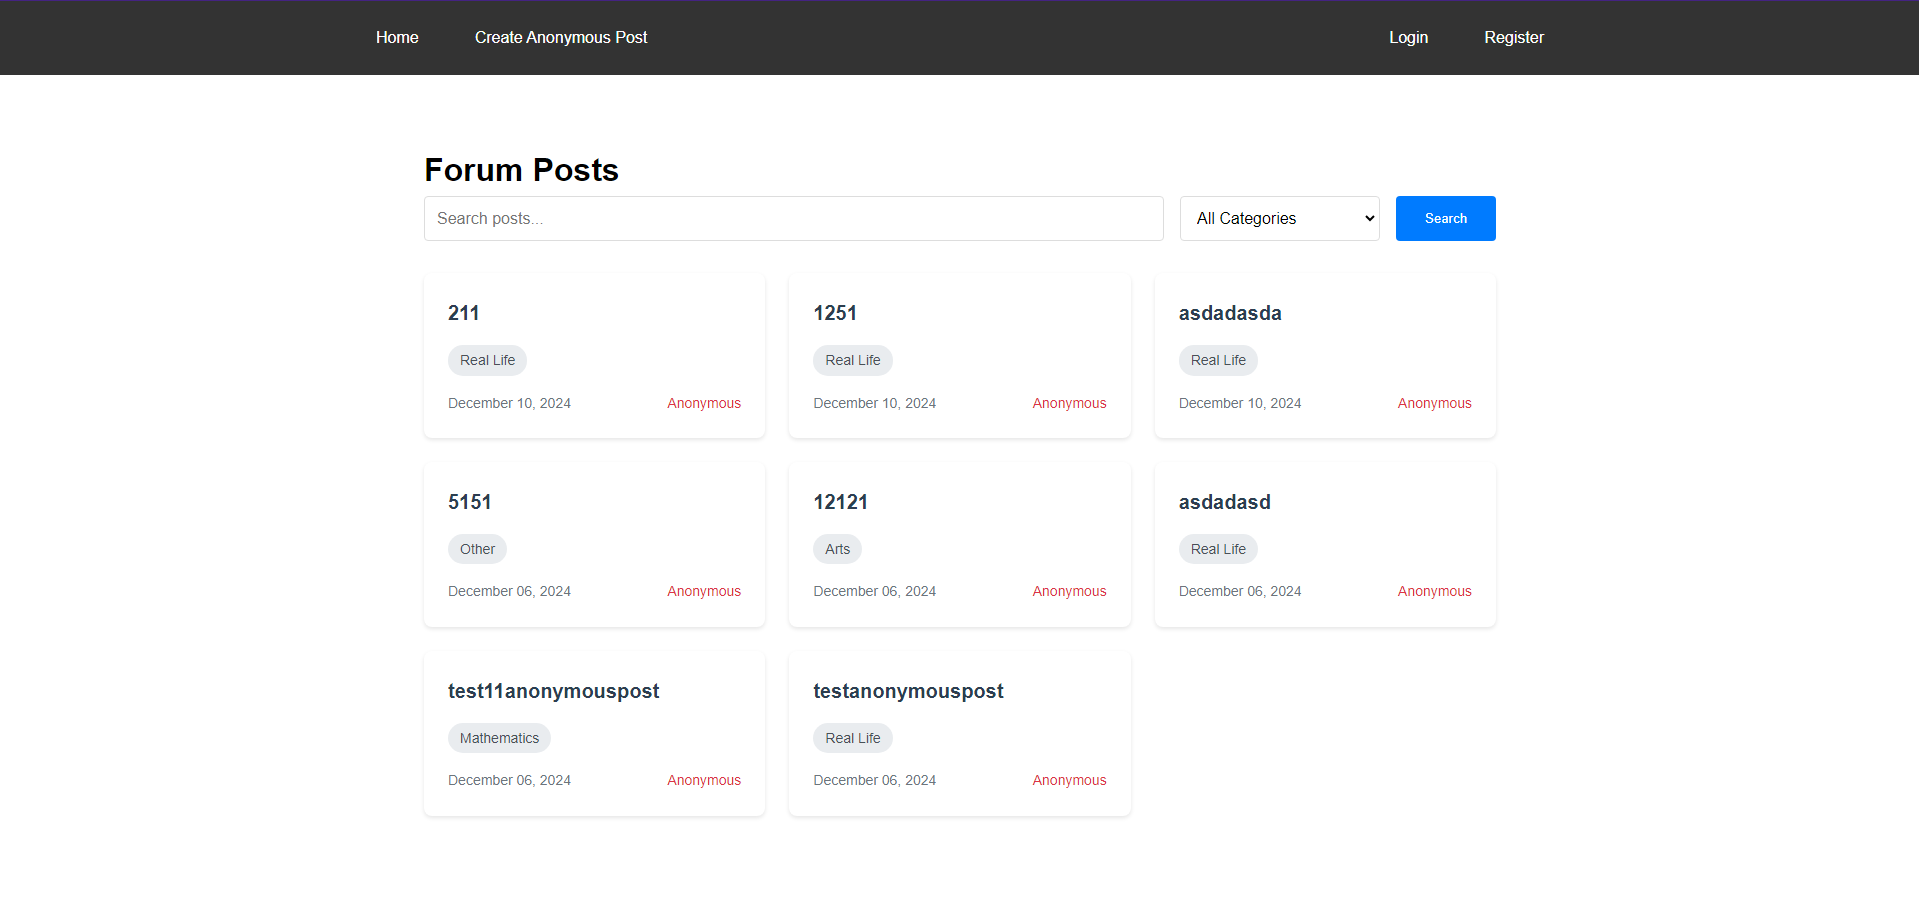 Home Create Anonymous Post Login Register
Forum Posts
Search posts... All Categories Search
211 1251 asdadasda
Real Life Real Life Real Life
December 10, 2024 Anonymous December 10, 2024 Anonymous December 10, 2024 Anonymous
5151 12121 asdadasd
Other Arts Real Life
December 06, 2024 Anonymous December 06, 2024 Anonymous December 06, 2024 Anonymous
test11anonymouspost testanonymouspost
Mathematics Real Life
December 06, 2024 Anonymous December 06, 2024 Anonymous